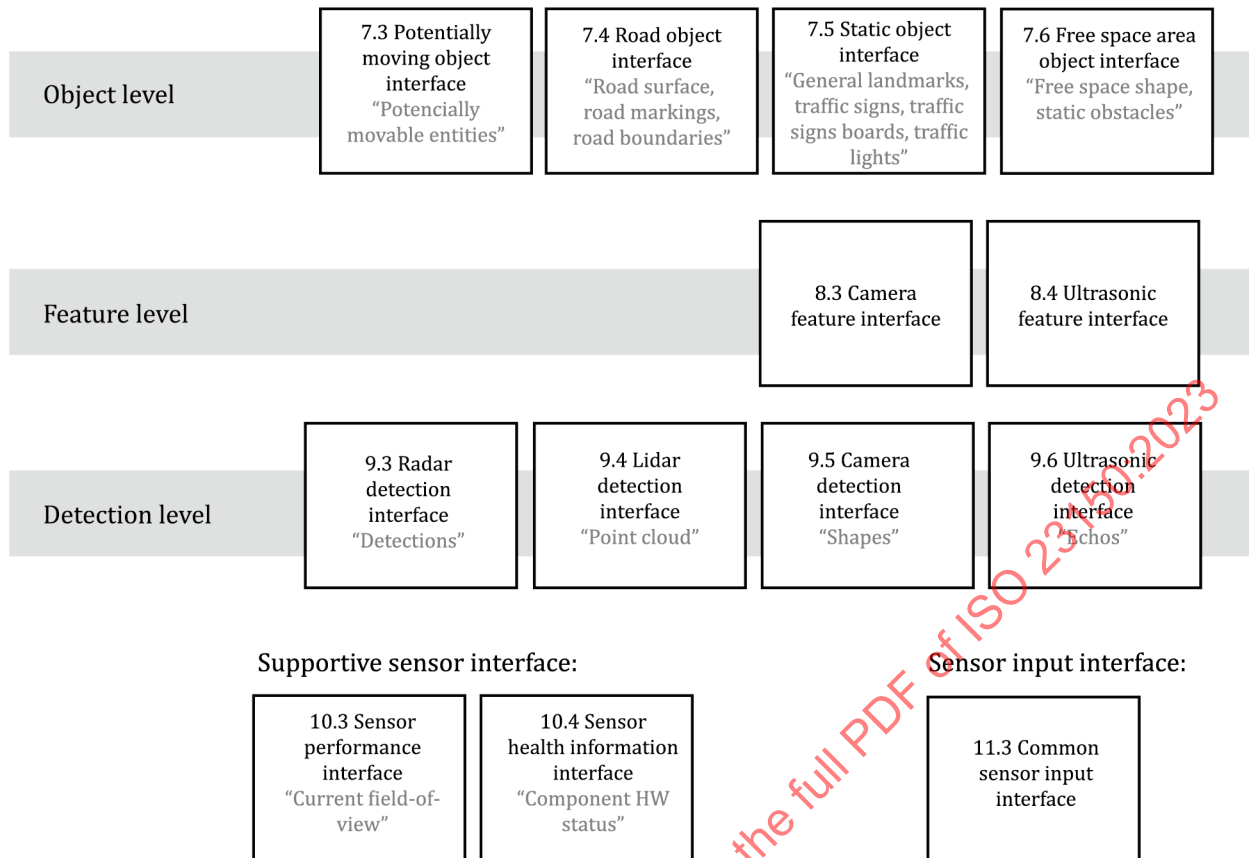 7.3 Potentially
moving object
interface
“Potencially
movable entities”
7.4 Road object
interface
“Road surface,
road markings,
road boundaries”
7.5 Static object
interface
“General landmarks,
traffic signs, traffic
signs boards, traffic
lights”
7.6 Free space area
object interface
“Free space shape,
static obstacles”
Object level
8.3 Camera
feature interface
8.4 Ultrasonic
feature interface
Feature level
9.3 Radar
detection
interface
“Detections”
9.4 Lidar
detection
interface
“Point cloud”
9.5 Camera
detection
interface
“Shapes”
9.6 Ultrasonic
detection
interface
“Echos”
Detection level
Supportive sensor interface:
Sensor input interface:
10.3 Sensor
performance
interface
“Current field-of-
view”
10.4 Sensor
health information
interface
“Component HW
status”
11.3 Common
sensor input
interface
the full PDF of ISO 23150:2023